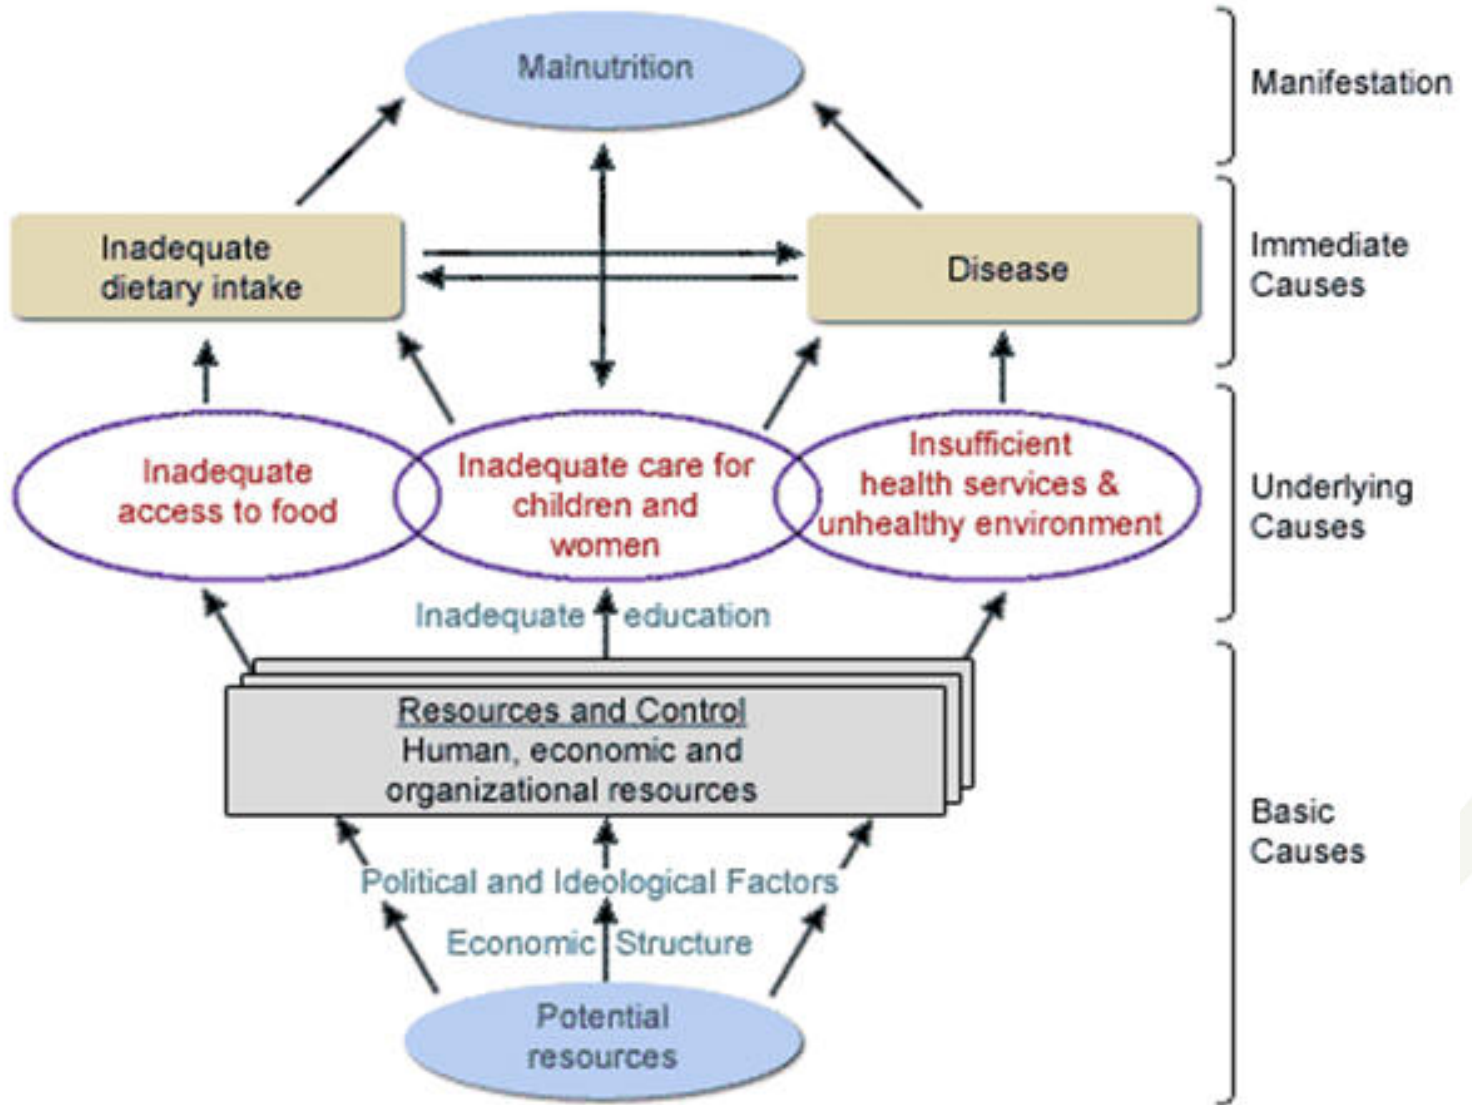 Malnutrition
Manifestation
Inadequate
dietary intake
Disease
Immediate
Causes
Inadequate
access to food
Inadequate care for
children and
women
Insufficient
health services &
unhealthy environment
Underlying
Causes
Inadequate education
Resources and Control
Human, economic and
organizational resources
Basic
Causes
Political and Ideological Factors
Economic Structure
Potential
resources